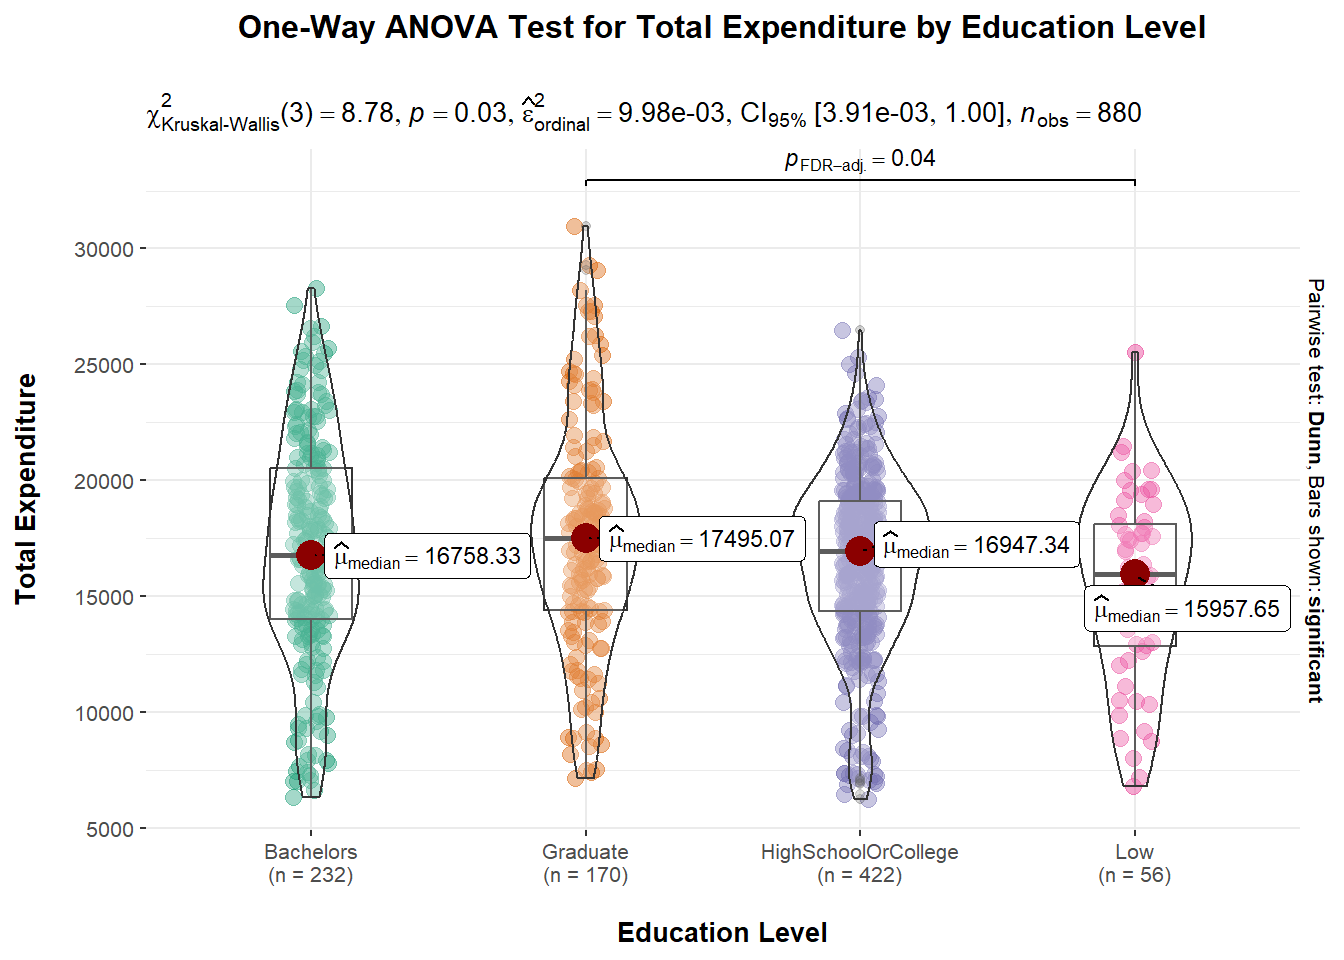 One-Way ANOVA Test for Total Expenditure by Education Level
χ²Kruskal-Wallis(3) = 8.78, p = 0.03, ε̂²ordinal = 9.98e-03, CI95% [3.91e-03, 1.00], nobs = 880
pFDR−adj. = 0.04
30000
25000
20000
15000
10000
5000
Total Expenditure
μ̂median = 16758.33
μ̂median = 17495.07
μ̂median = 16947.34
μ̂median = 15957.65
Pairwise test: Dunn, Bars shown: significant
Bachelors
(n = 232)
Graduate
(n = 170)
HighSchoolOrCollege
(n = 422)
Low
(n = 56)
Education Level